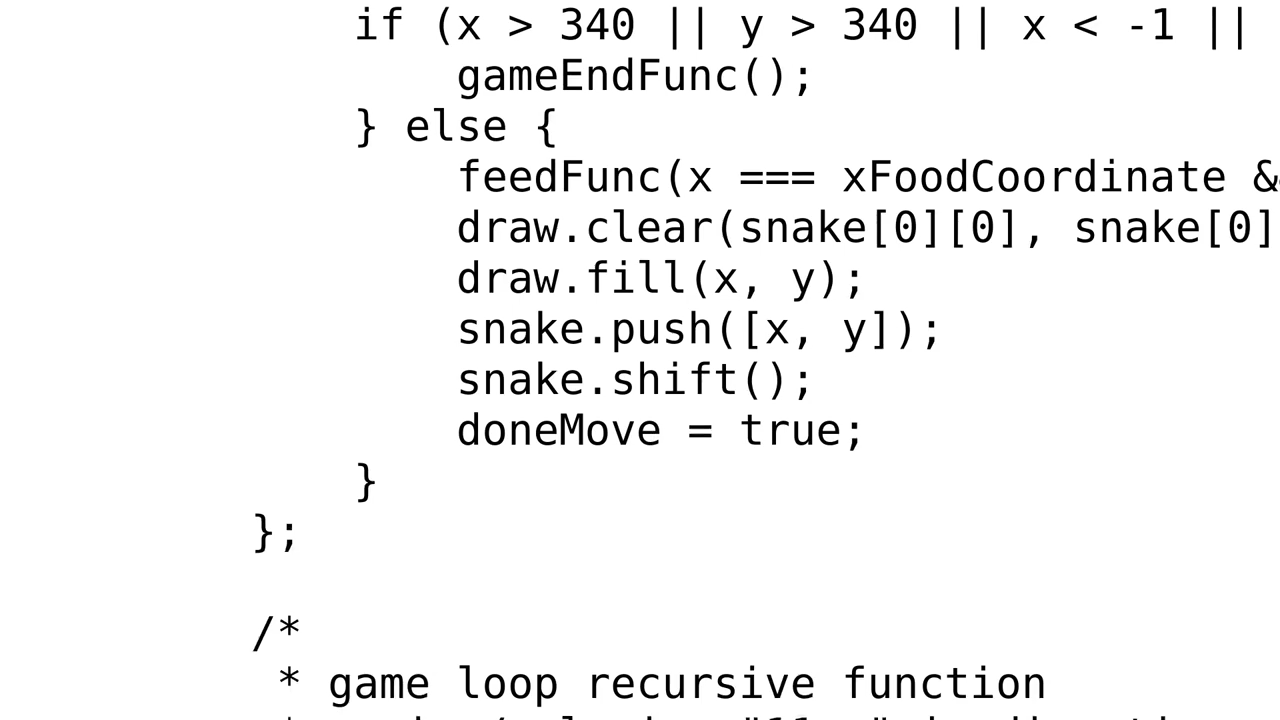 if (x > 340 || y > 340 || x < -1 ||
gameEndFunc();
} else {
feedFunc(x === xFoodCoordinate &
draw.clear(snake[0][0], snake[0]
draw.fill(x, y);
snake.push([x, y]);
snake.shift();
doneMove = true;
}
};
/*
* game loop recursive function